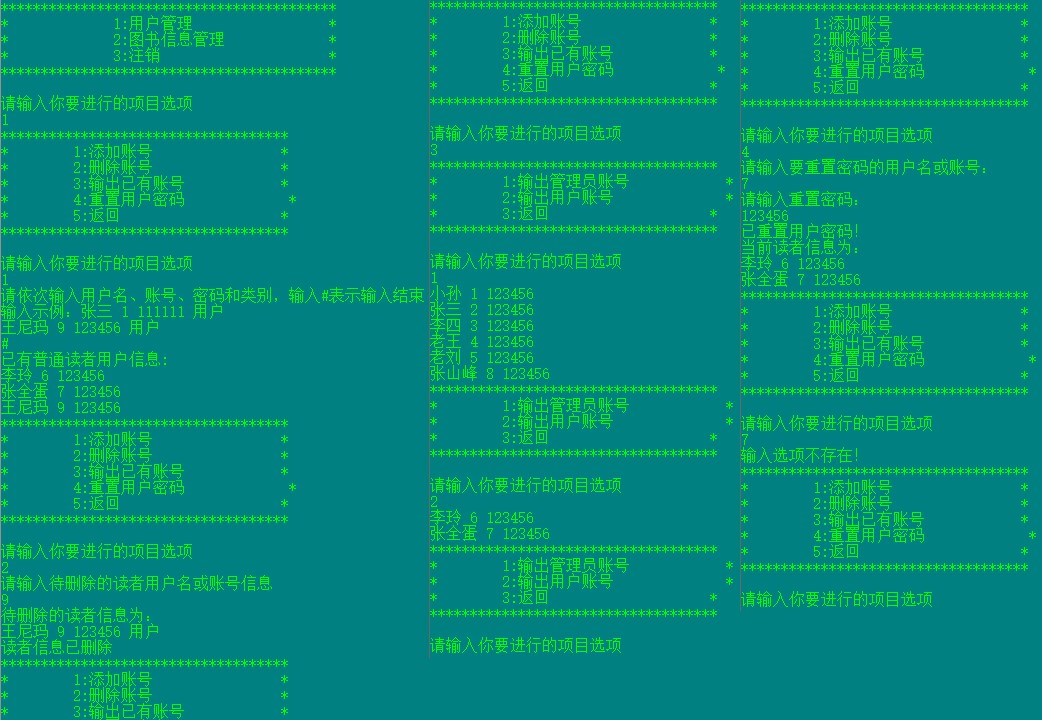 ****************************************
* 1:用户管理 *
* 2:图书信息管理 *
* 3:注销 *
****************************************
请输入你要进行的项目选项
1
************************************
* 1:添加账号 *
* 2:删除账号 *
* 3:输出已有账号 *
* 4:重置用户密码 *
* 5:返回 *
************************************
请输入你要进行的项目选项
1
请依次输入用户名、账号、密码和类别，输入#表示输入结束
输入示例：张三 1 111111 用户
王尼玛 9 123456 用户
#
已有普通读者用户信息:
李玲 6 123456
张全蛋 7 123456
王尼玛 9 123456
************************************
* 1:添加账号 *
* 2:删除账号 *
* 3:输出已有账号 *
* 4:重置用户密码 *
* 5:返回 *
************************************
请输入你要进行的项目选项
2
请输入待删除的读者用户名或账号信息
9
待删除的读者信息为:
王尼玛 9 123456 用户
读者信息已删除
************************************
* 1:添加账号 *
* 2:删除账号 *
* 3:输出已有账号 *
************************************
* 1:添加账号 *
* 2:删除账号 *
* 3:输出已有账号 *
* 4:重置用户密码 *
* 5:返回 *
************************************
请输入你要进行的项目选项
3
************************************
* 1:输出管理员账号 *
* 2:输出用户账号 *
* 3:返回 *
************************************
请输入你要进行的项目选项
1
小孙 1 123456
张三 2 123456
李四 3 123456
老王 4 123456
老刘 5 123456
张山峰 8 123456
************************************
* 1:输出管理员账号 *
* 2:输出用户账号 *
* 3:返回 *
************************************
请输入你要进行的项目选项
2
李玲 6 123456
张全蛋 7 123456
************************************
* 1:输出管理员账号 *
* 2:输出用户账号 *
* 3:返回 *
************************************
请输入你要进行的项目选项
************************************
* 1:添加账号 *
* 2:删除账号 *
* 3:输出已有账号 *
* 4:重置用户密码 *
* 5:返回 *
************************************
请输入你要进行的项目选项
4
请输入要重置密码的用户名或账号:
7
请输入重置密码:
123456
已重置用户密码!
当前读者信息为:
李玲 6 123456
张全蛋 7 123456
************************************
* 1:添加账号 *
* 2:删除账号 *
* 3:输出已有账号 *
* 4:重置用户密码 *
* 5:返回 *
************************************
请输入你要进行的项目选项
7
输入选项不存在!
************************************
* 1:添加账号 *
* 2:删除账号 *
* 3:输出已有账号 *
* 4:重置用户密码 *
* 5:返回 *
************************************
请输入你要进行的项目选项